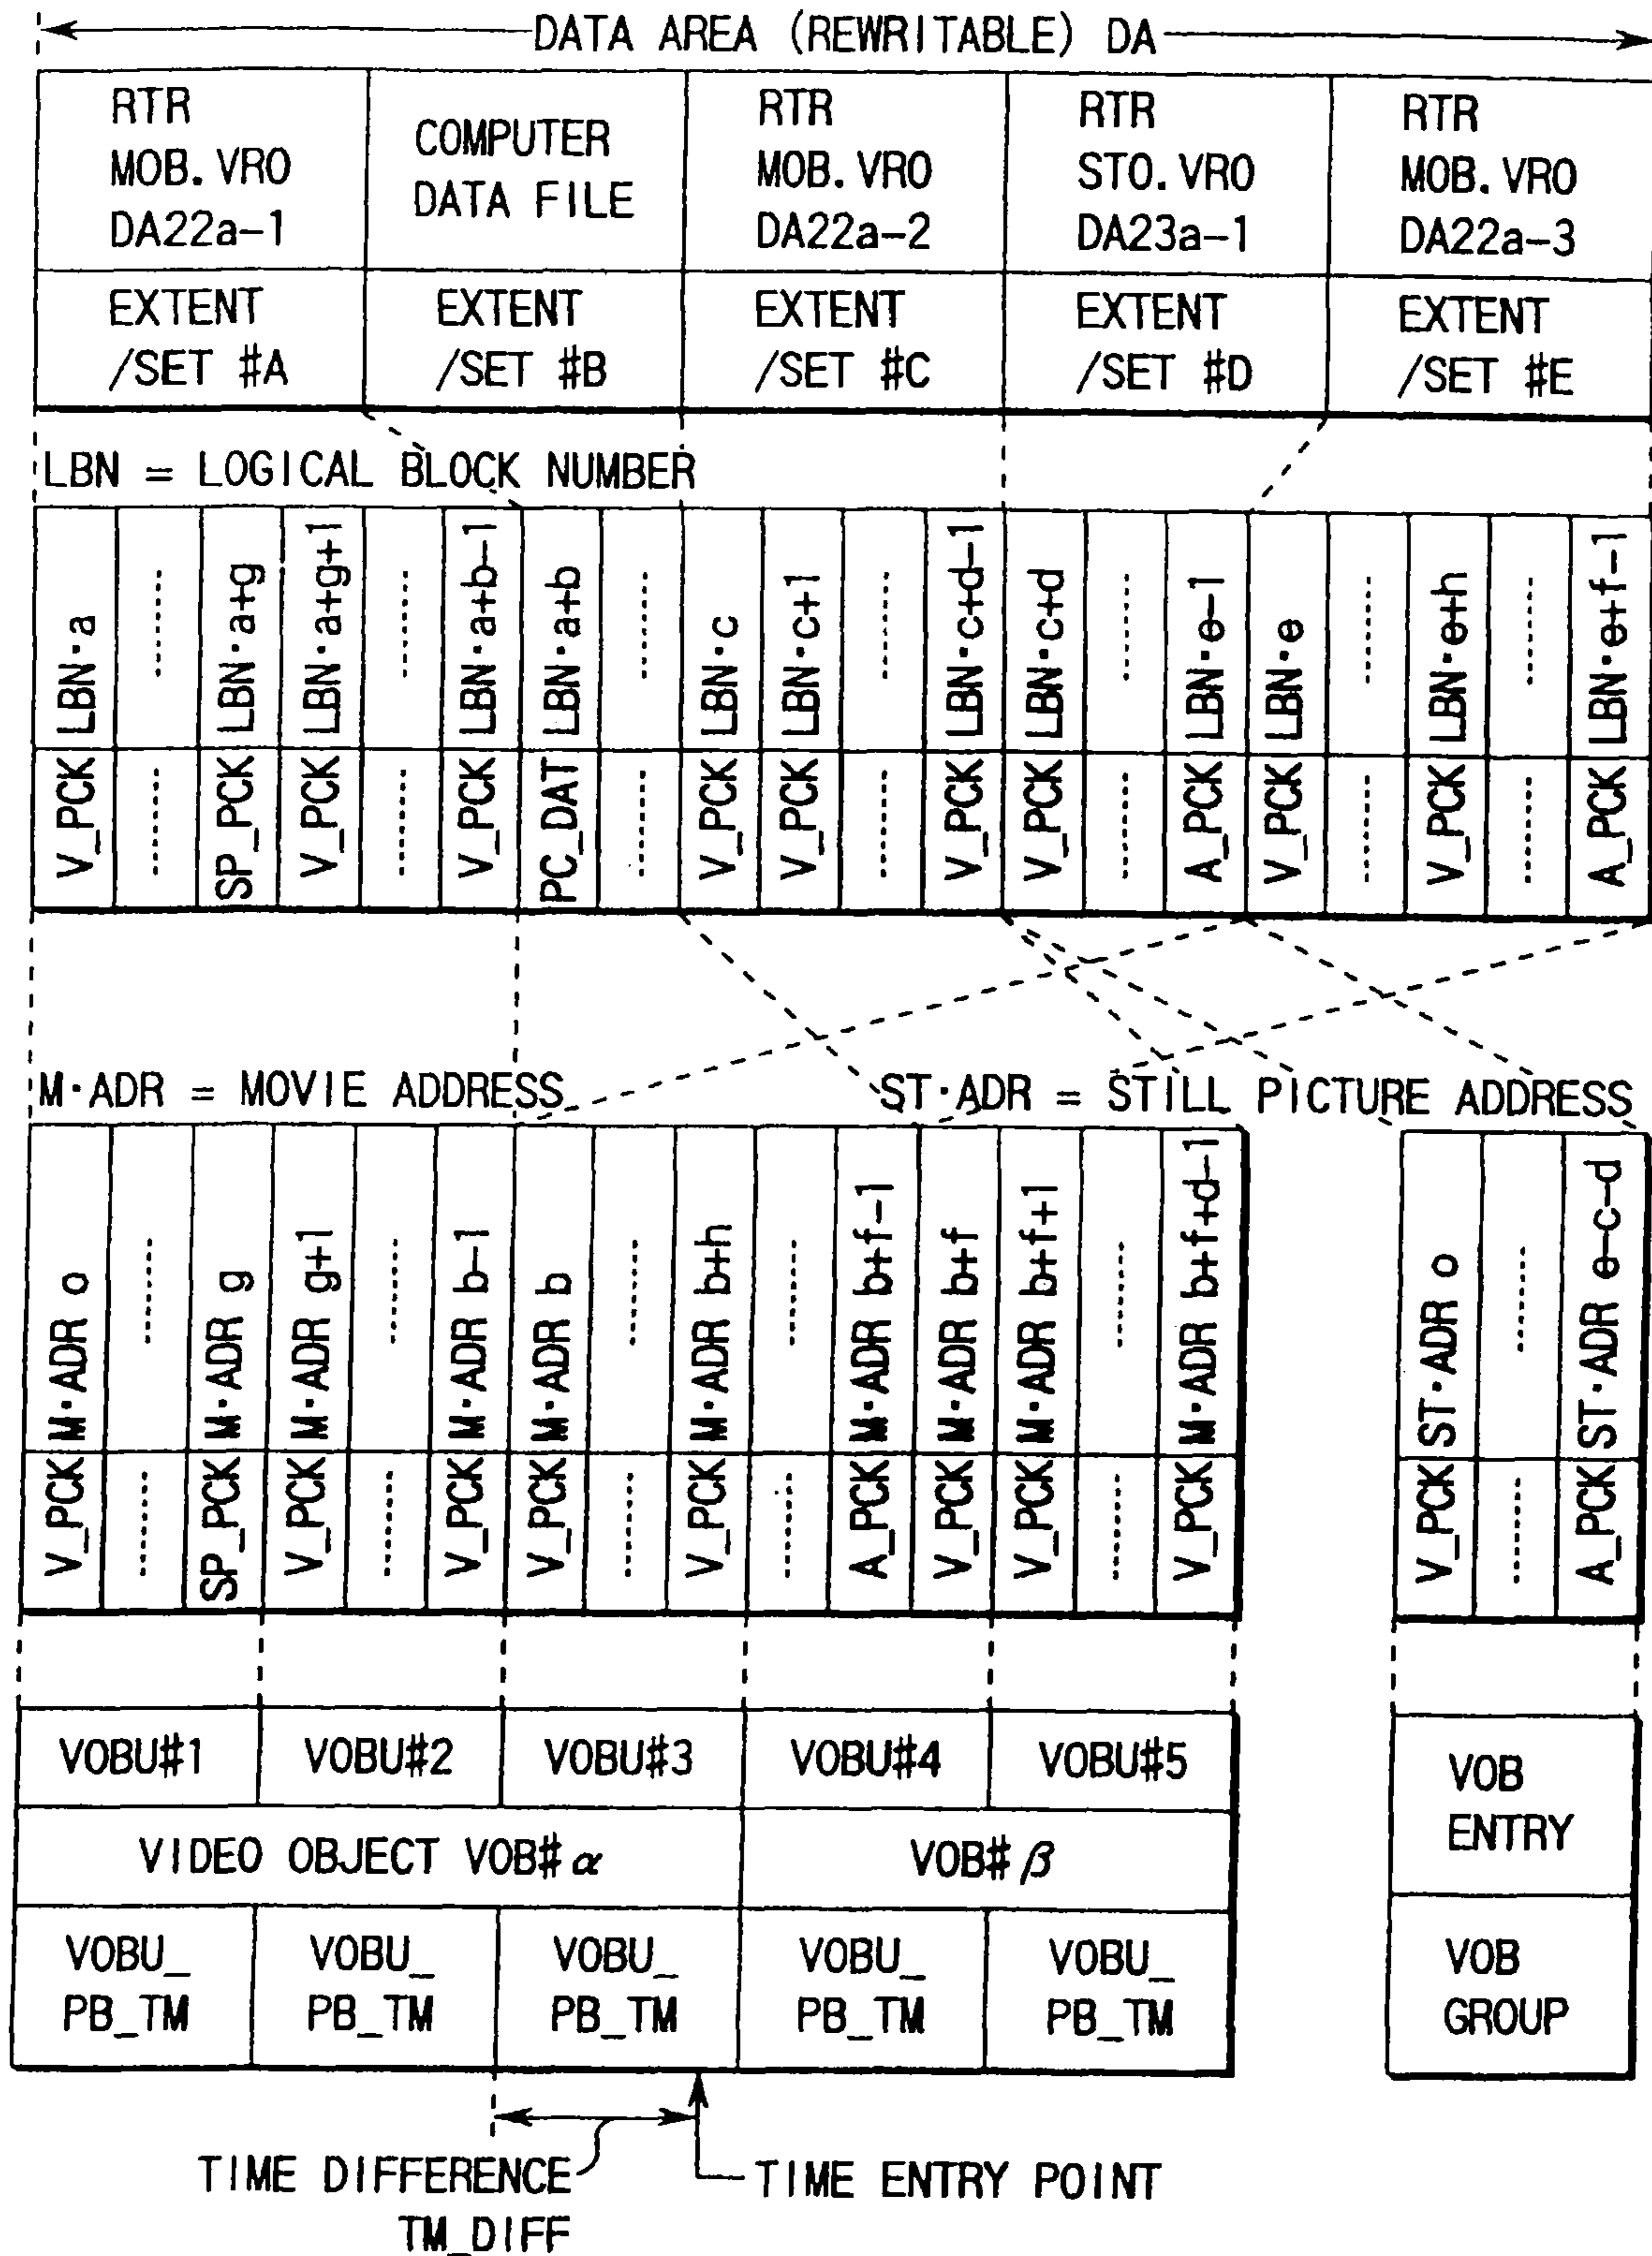 DATA AREA (REWRITABLE) DA
RTR
MOB.VRO
DA22a-1
COMPUTER
DATA FILE
RTR
MOB.VRO
DA22a-2
RTR
STO.VRO
DA23a-1
RTR
MOB.VRO
DA22a-3
EXTENT
/SET #A
EXTENT
/SET #B
EXTENT
/SET #C
EXTENT
/SET #D
EXTENT
/SET #E
LBN = LOGICAL BLOCK NUMBER
V_PCK LBN·a
SP_PCK LBN·a+g
V_PCK LBN·a+g+1
V_PCK LBN·a+b-1
PC_DAT LBN·a+b
V_PCK LBN·c
V_PCK LBN·c+1
V_PCK LBN·c+d-1
V_PCK LBN·c+d
A_PCK LBN·e-1
V_PCK LBN·e
V_PCK LBN·e+h
A_PCK LBN·e+f-1
M·ADR = MOVIE ADDRESS
ST·ADR = STILL PICTURE ADDRESS
V_PCK M·ADR o
SP_PCK M·ADR g
V_PCK M·ADR g+1
V_PCK M·ADR b-1
V_PCK M·ADR b
V_PCK M·ADR b+h
A_PCK M·ADR b+f-1
V_PCK M·ADR b+f
V_PCK M·ADR b+f+1
V_PCK M·ADR b+f+d-1
V_PCK ST·ADR o
A_PCK ST·ADR e-c-d
VOBU#1
VOBU#2
VOBU#3
VOBU#4
VOBU#5
VIDEO OBJECT VOB#α
VOB#β
VOBU_
PB_TM
VOBU_
PB_TM
VOBU_
PB_TM
VOBU_
PB_TM
VOBU_
PB_TM
VOB
ENTRY
VOB
GROUP
TIME DIFFERENCE
TM_DIFF
TIME ENTRY POINT